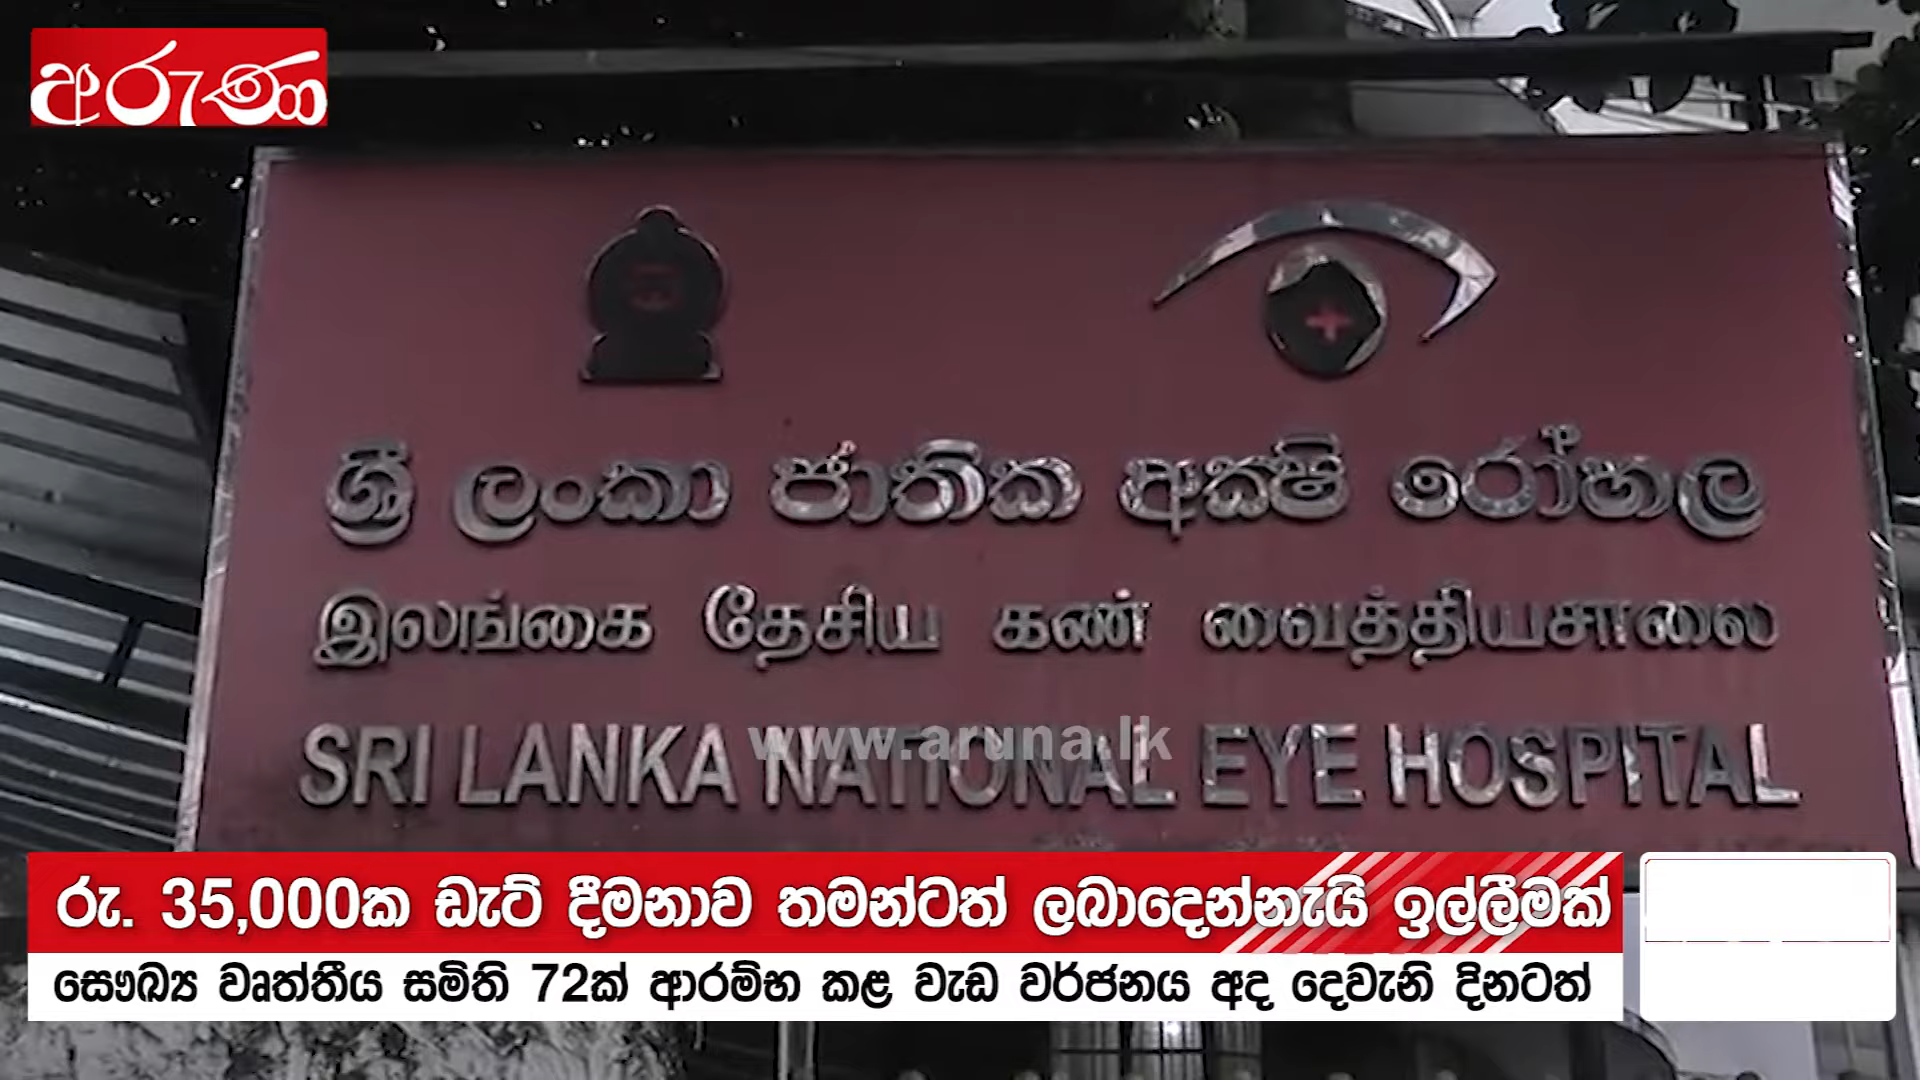 අරුණ
ශ්‍රී ලංකා ජාතික අක්ෂි රෝහල
இலங்கை தேசிய கண் வைத்தியசாலை
www.aruna.lk
SRI LANKA NATIONAL EYE HOSPITAL
රු. 35,000ක ඩැට් දීමනාව තමන්ටත් ලබාදෙන්නැයි ඉල්ලීමක්
සෞඛ්‍ය වෘත්තීය සමිති 72ක් ආරම්භ කළ වැඩ වර්ජනය අද දෙවැනි දිනටත්